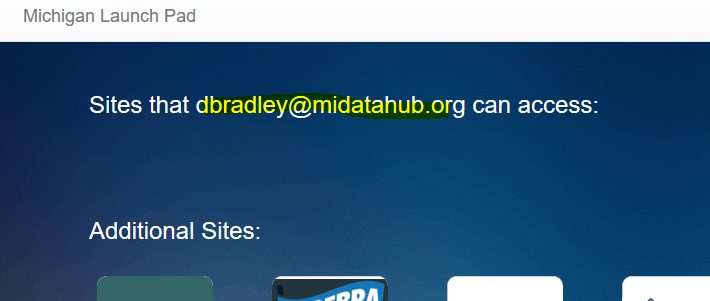 Michigan Launch Pad
Sites that dbradley@midatahub.org can access:
Additional Sites: